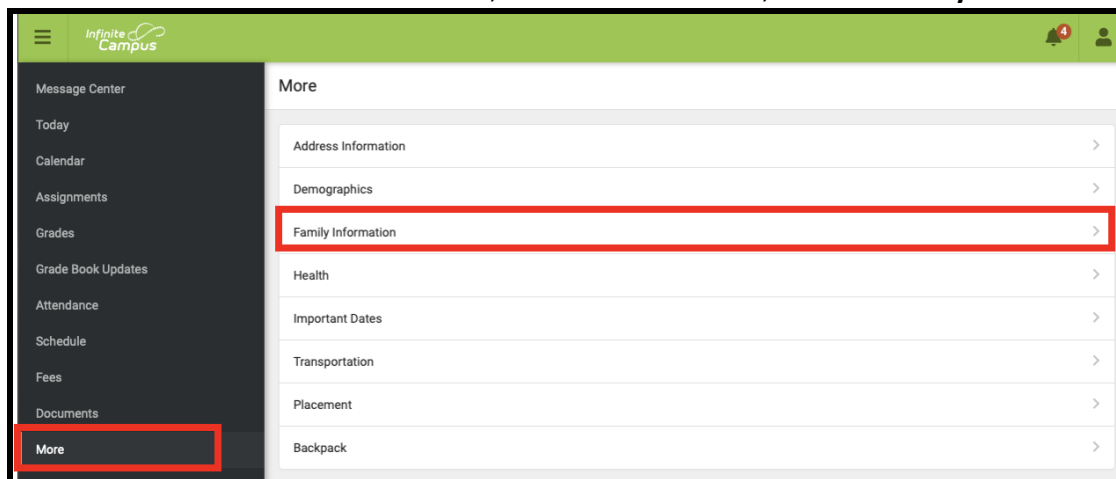 Infinite
Campus
4
Message Center
Today
Calendar
Assignments
Grades
Grade Book Updates
Attendance
Schedule
Fees
Documents
More
More
Address Information
Demographics
Family Information
Health
Important Dates
Transportation
Placement
Backpack